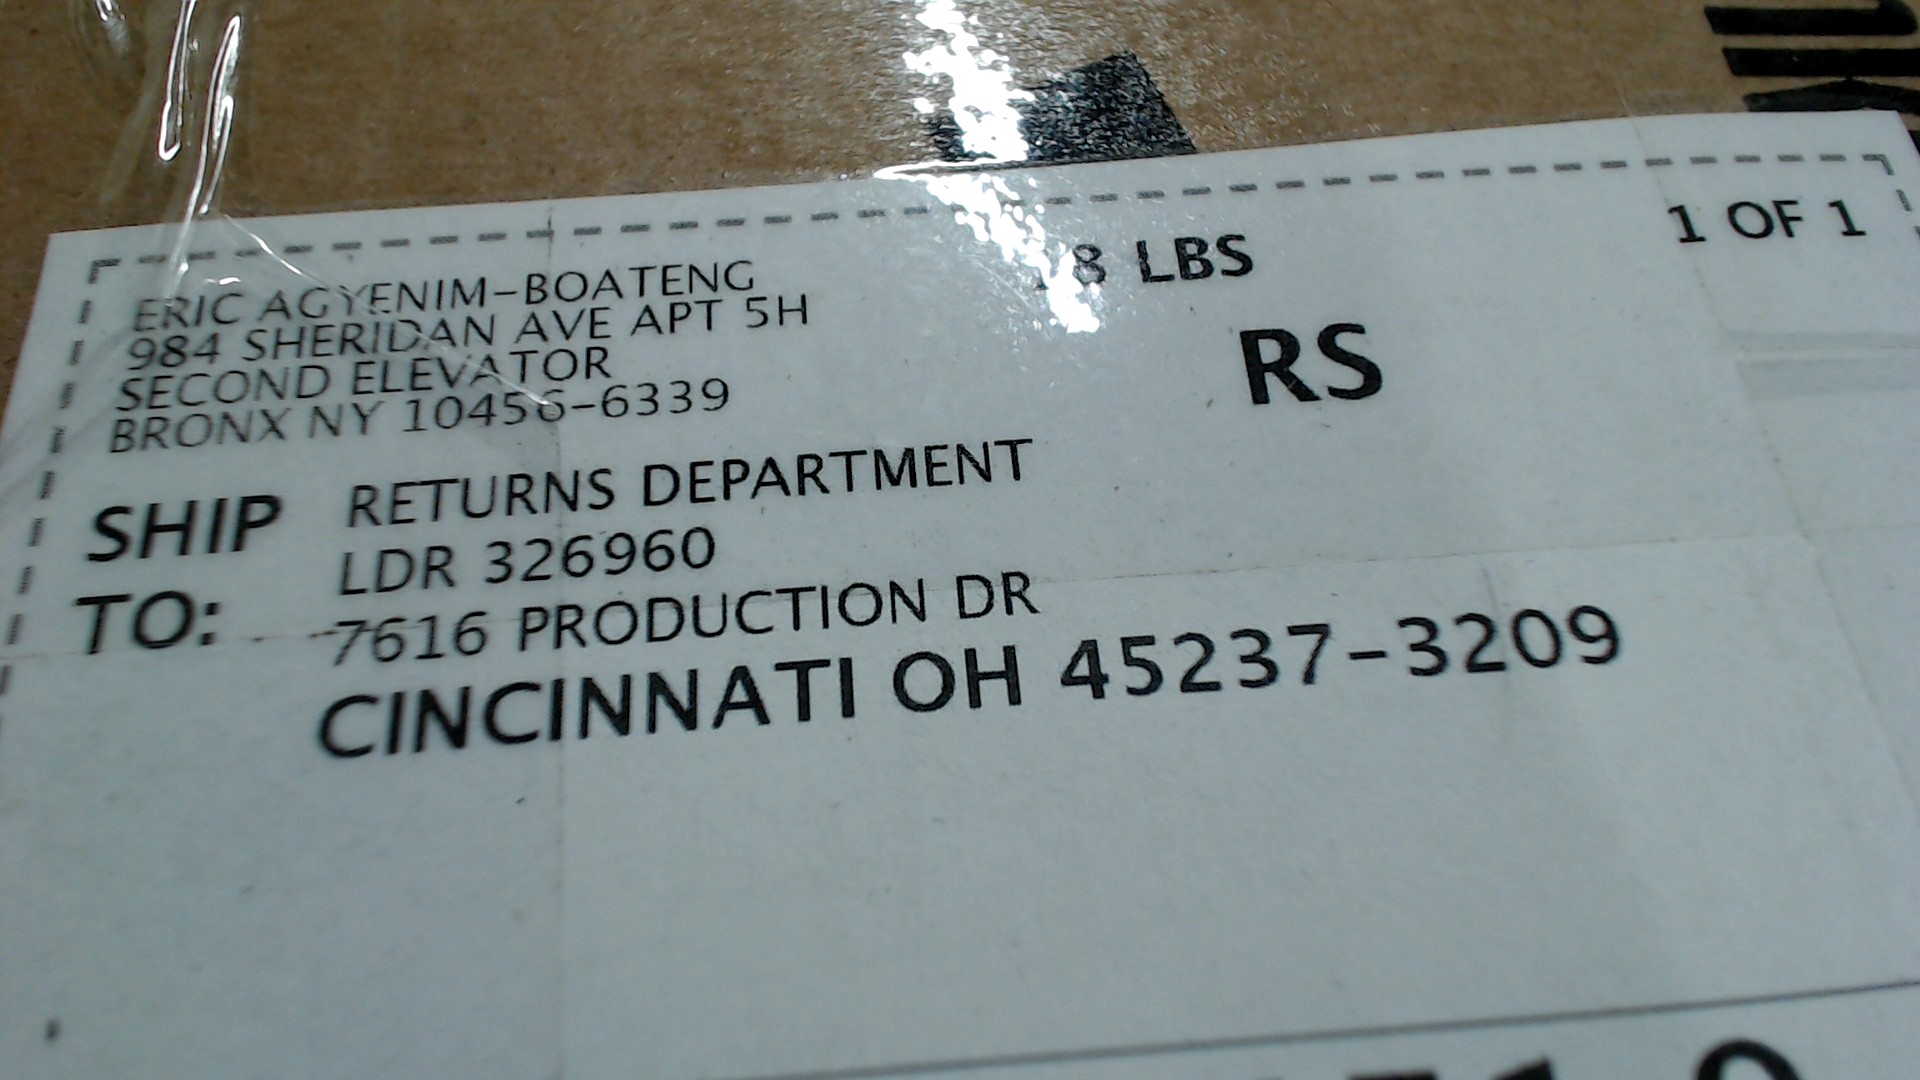 ERIC AGYENIM-BOATENG
984 SHERIDAN AVE APT 5H
SECOND ELEVATOR
BRONX NY 10456-6339
LBS
1 OF 1
RS
SHIP TO:
RETURNS DEPARTMENT
LDR 326960
7616 PRODUCTION DR
CINCINNATI OH 45237-3209